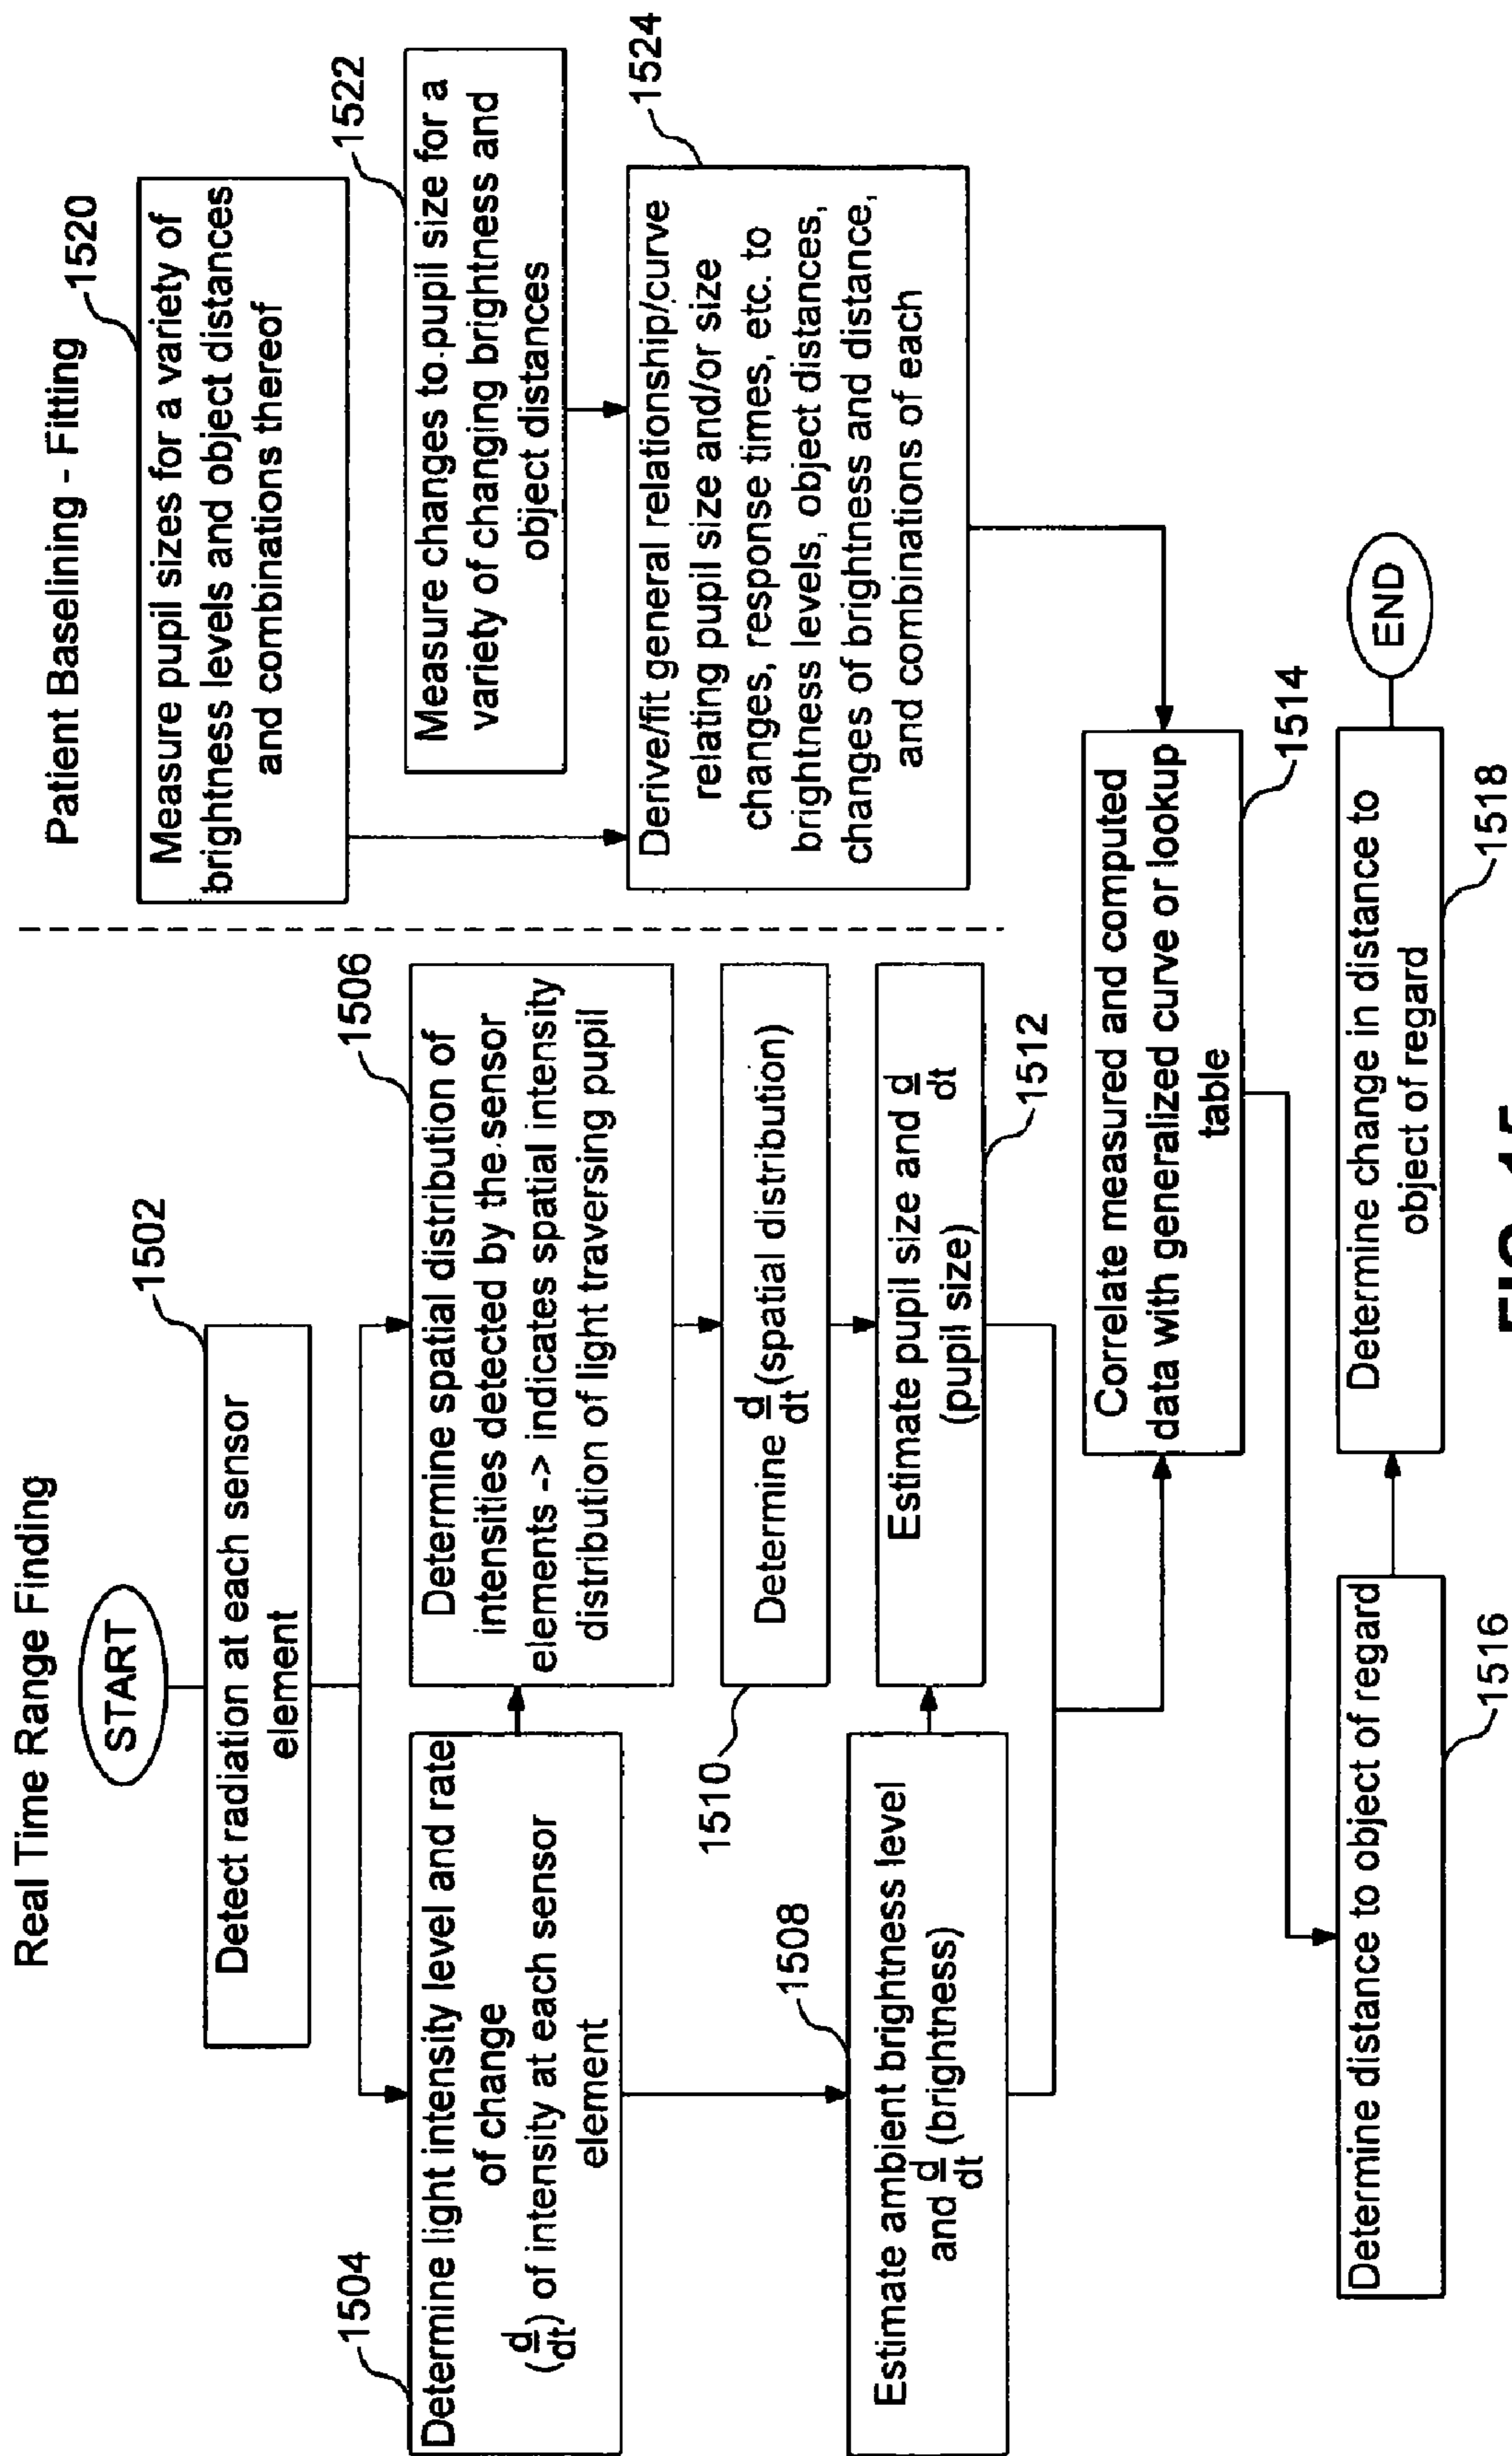 Real Time Range Finding
START
Detect radiation at each sensor
element
1502
1504
Determine light intensity level and rate
of change
(d/dt) of intensity at each sensor
element
1506
Determine spatial distribution of
intensities detected by the sensor
elements -> indicates spatial intensity
distribution of light traversing pupil
1508
Estimate ambient brightness level
and d/dt (brightness)
1510
Determine d/dt (spatial distribution)
Estimate pupil size and d/dt
(pupil size)
1512
Patient Baselining - Fitting
1520
Measure pupil sizes for a variety of
brightness levels and object distances
and combinations thereof
1522
Measure changes to pupil size for a
variety of changing brightness and
object distances
1524
Derive/fit general relationship/curve
relating pupil size and/or size
changes, response times, etc. to
brightness levels, object distances,
changes of brightness and distance,
and combinations of each
Correlate measured and computed
data with generalized curve or lookup
table
1514
Determine distance to object of regard
1516
Determine change in distance to
object of regard
1518
END